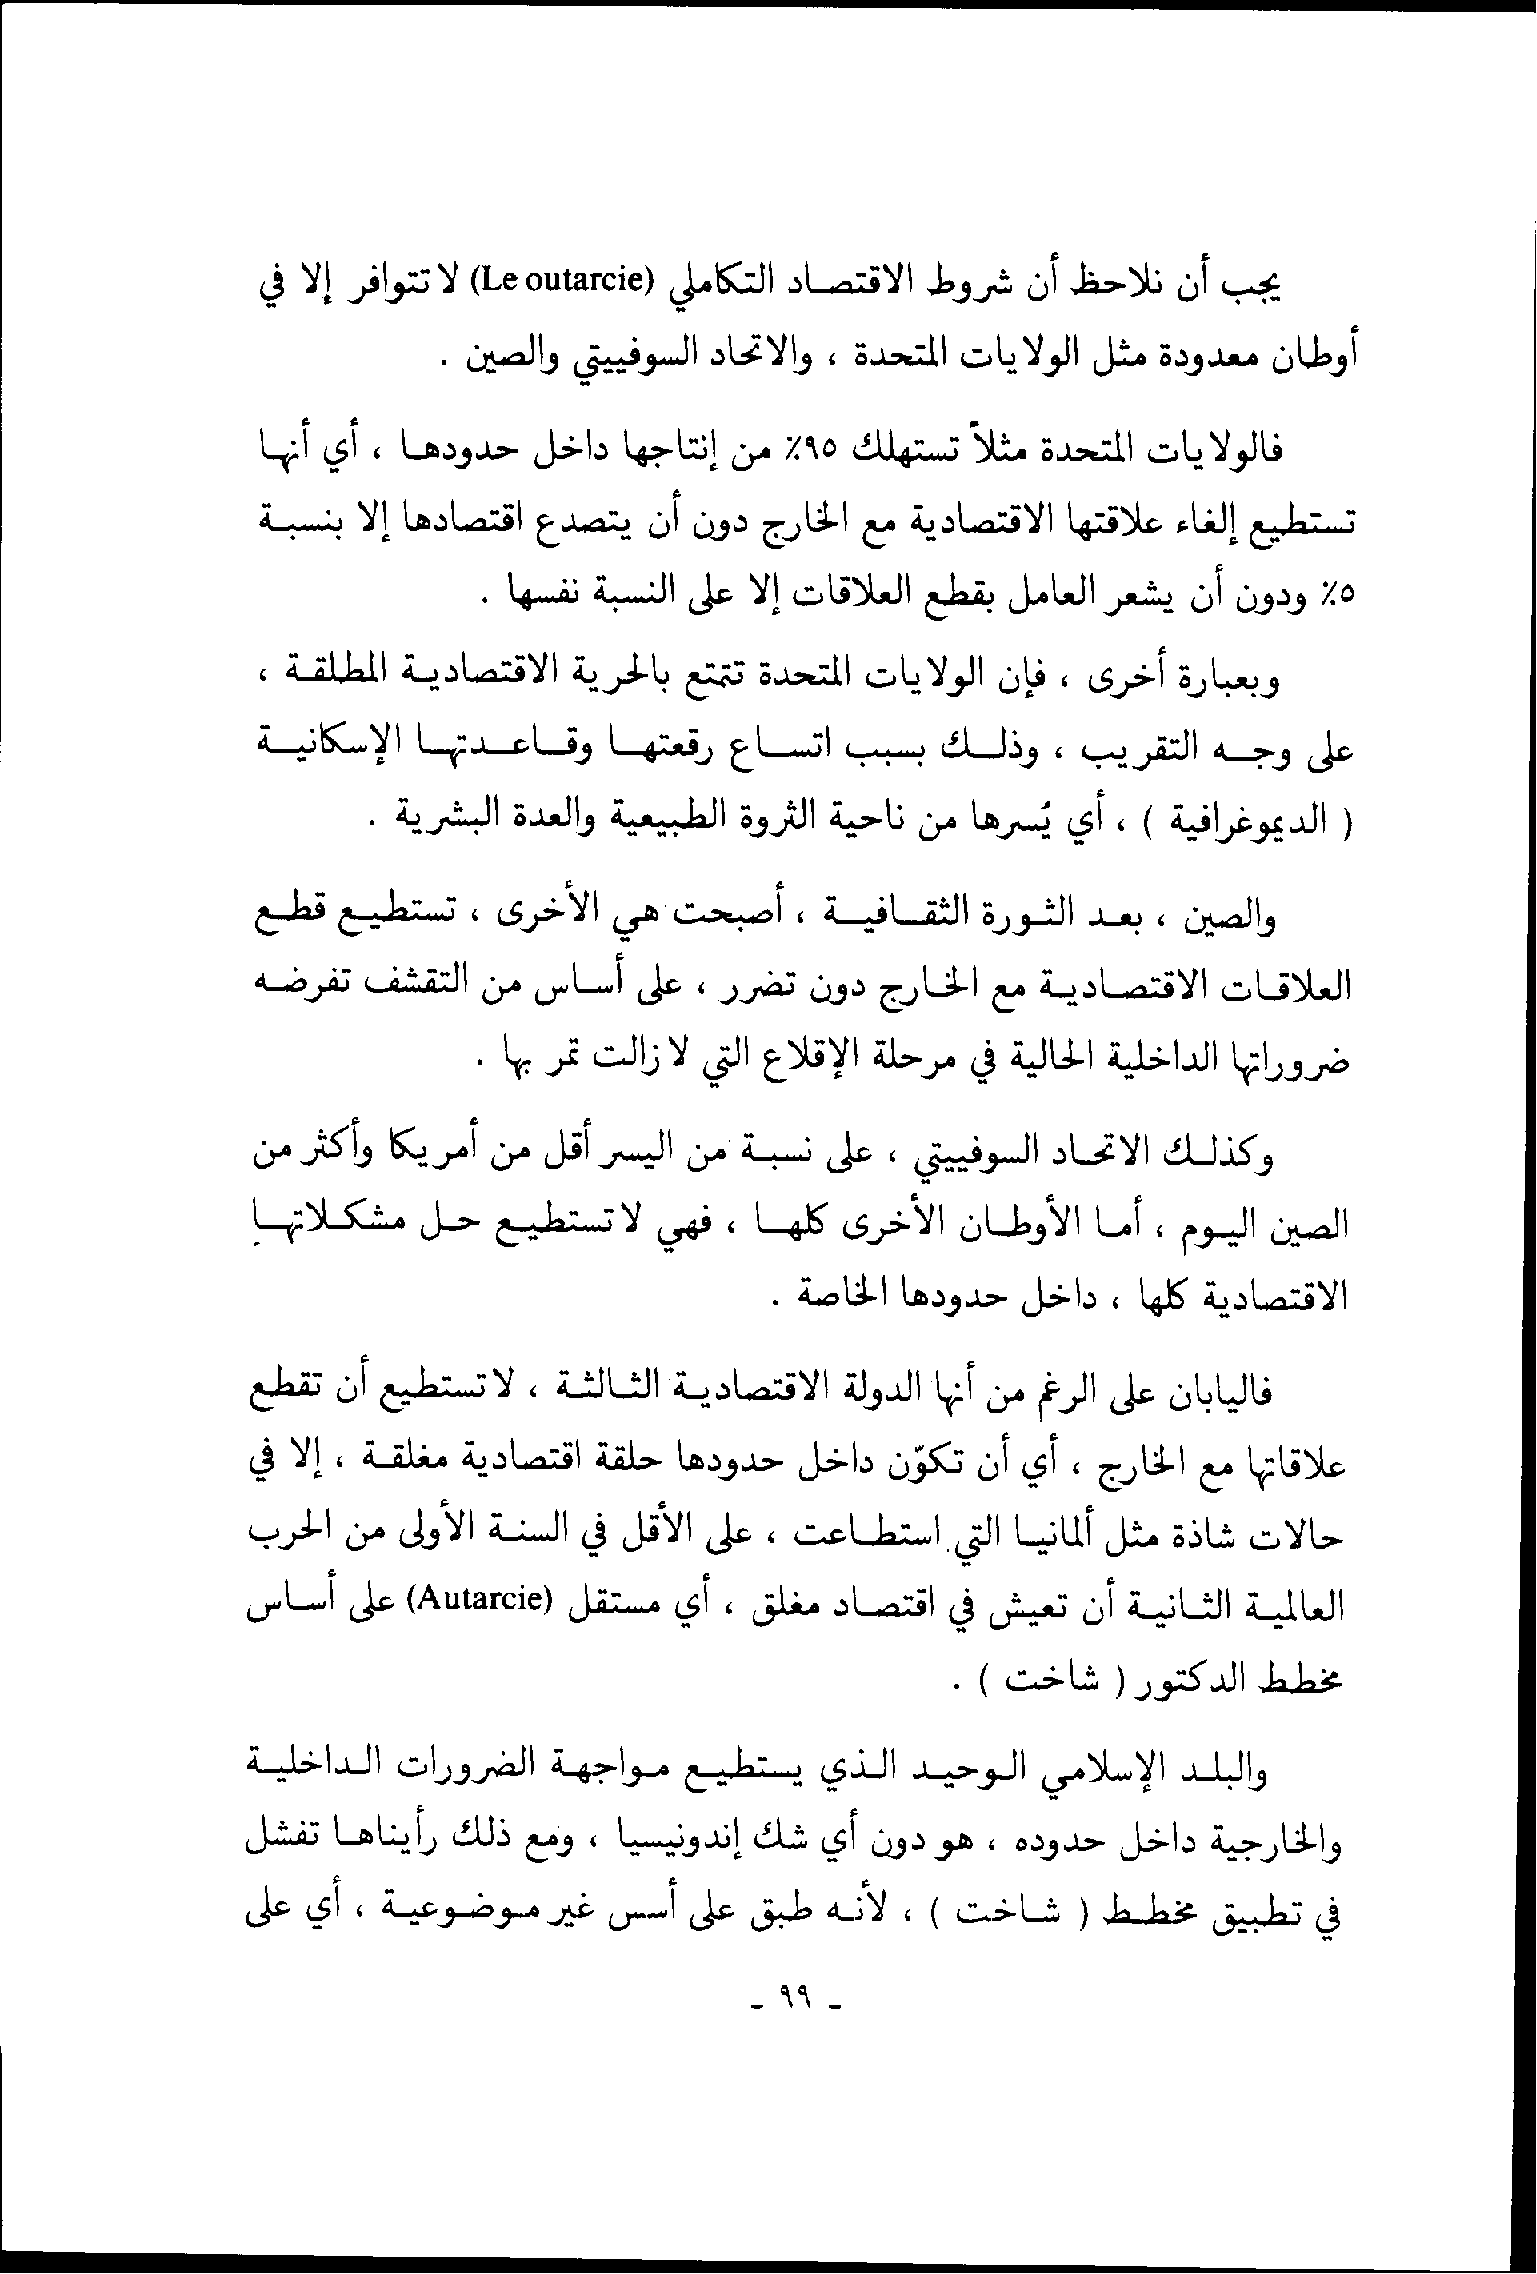 يجب أن نلاحظ أن شروط الاقتصاد التكاملي (Le outarcie) لا تتوافر إلا في
أوطان معدودة مثل الولايات المتحدة ، والاتحاد السوفييتي والصين .
فالولايات المتحدة مثلاً تستهلك ٩٥٪ من إنتاجها داخل حدودها ، أي أنها
تستطيع إلغاء علاقتها الاقتصادية مع الخارج دون أن يتصدع اقتصادها إلا بنسبة
٥٪ ودون أن يشعر العامل بقطع العلاقات إلا على النسبة نفسها .
وبعبارة أخرى ، فإن الولايات المتحدة تتمتع بالحرية الاقتصادية المطلقة ،
على وجه التقريب ، وذلك بسبب اتساع رقعتها وقاعدتها الإسكانية
( الديموغرافية ) ، أي يُسرها من ناحية الثروة الطبيعية والعدة البشرية .
والصين ، بعد الثورة الثقافية ، أصبحت هي الأخرى ، تستطيع قطع
العلاقات الاقتصادية مع الخارج دون تضرر ، على أساس من التقشف تفرضه
ضروراتها الداخلية الحالية في مرحلة الإقلاع التي لا زالت تمر بها .
وكذلك الاتحاد السوفييتي ، على نسبة من اليسر أقل من أمريكا وأكثر من
الصين اليوم ، أما الأوطان الأخرى كلها ، فهي لا تستطيع حل مشكلاتها
الاقتصادية كلها ، داخل حدودها الخاصة .
فاليابان على الرغم من أنها الدولة الاقتصادية الثالثة ، لا تستطيع أن تقطع
علاقاتها مع الخارج ، أي أن تكوّن داخل حدودها حلقة اقتصادية مغلقة ، إلا في
حالات شاذة مثل ألمانيا التي استطاعت ، على الأقل في السنة الأولى من الحرب
العالمية الثانية أن تعيش في اقتصاد مغلق ، أي مستقل (Autarcie) على أساس
مخطط الدكتور ( شاخت ) .
والبلد الإسلامي الوحيد الذي يستطيع مواجهة الضرورات الداخلية
والخارجية داخل حدوده ، هو دون أي شك إندونيسيا ، ومع ذلك رأيناها تفشل
في تطبيق مخطط ( شاخت ) ، لأنه طبق على أسس غير موضوعية ، أي على
- ٩٩ -